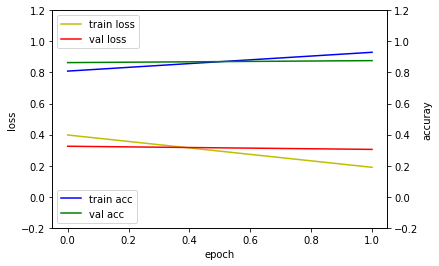 train loss
val loss
train acc
val acc
1.2
1.0
0.8
0.6
0.4
0.2
0.0
−0.2
loss
1.2
1.0
0.8
0.6
0.4
0.2
0.0
−0.2
accuray
0.0 0.2 0.4 0.6 0.8 1.0
epoch